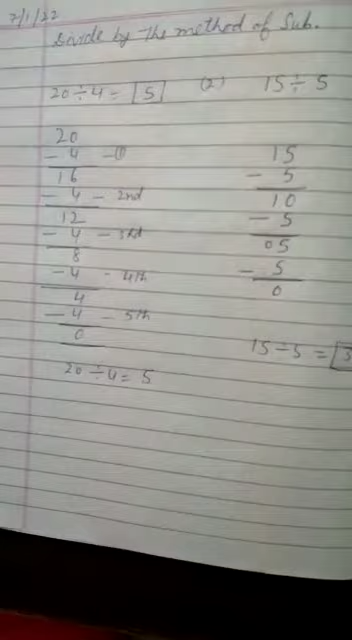 7/1/22
Divide by the method of Sub.
20 ÷ 4 = 5
(2) 15 ÷ 5
20
- 4 - ①
16
- 4 - 2nd
12
- 4 - 3rd
8
- 4 - 4th
4
- 4 - 5th
0
20 ÷ 4 = 5
15
- 5
10
- 5
05
- 5
0
15 ÷ 5 = 3